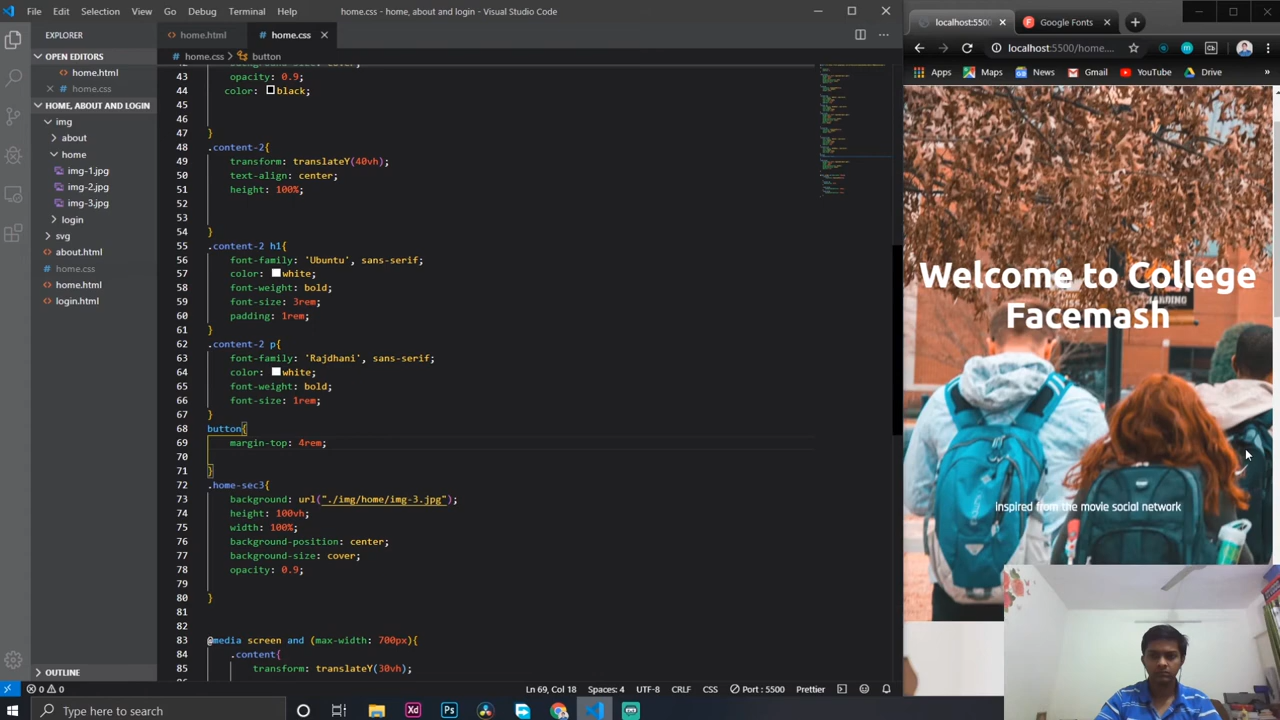 File Edit Selection View Go Debug Terminal Help
home.css - home, about and login - Visual Studio Code
localhost:5500
Google Fonts
EXPLORER
home.html
home.css
localhost:5500/home....
OPEN EDITORS
home.css > button
home.html
home.css
Apps Maps News Gmail YouTube Drive »
HOME, ABOUT AND LOGIN
img
about
home
img-1.jpg
img-2.jpg
img-3.jpg
login
svg
about.html
home.css
home.html
login.html
43 opacity: 0.9;
44 color: black;
45
46
47 }
48 .content-2{
49 transform: translateY(40vh);
50 text-align: center;
51 height: 100%;
52
53
54 }
55 .content-2 h1{
56 font-family: 'Ubuntu', sans-serif;
57 color: white;
58 font-weight: bold;
59 font-size: 3rem;
60 padding: 1rem;
61 }
62 .content-2 p{
63 font-family: 'Rajdhani', sans-serif;
64 color: white;
65 font-weight: bold;
66 font-size: 1rem;
67 }
68 button{
69 margin-top: 4rem;
70
71 }
72 .home-sec3{
73 background: url("./img/home/img-3.jpg");
74 height: 100vh;
75 width: 100%;
76 background-position: center;
77 background-size: cover;
78 opacity: 0.9;
79
80 }
81
82
83 @media screen and (max-width: 700px){
84 .content{
85 transform: translateY(30vh);
Welcome to College
Facemash
inspired from the movie social network
OUTLINE
0 0
Ln 69, Col 18 Spaces: 4 UTF-8 CRLF CSS Port : 5500 Prettier
Type here to search